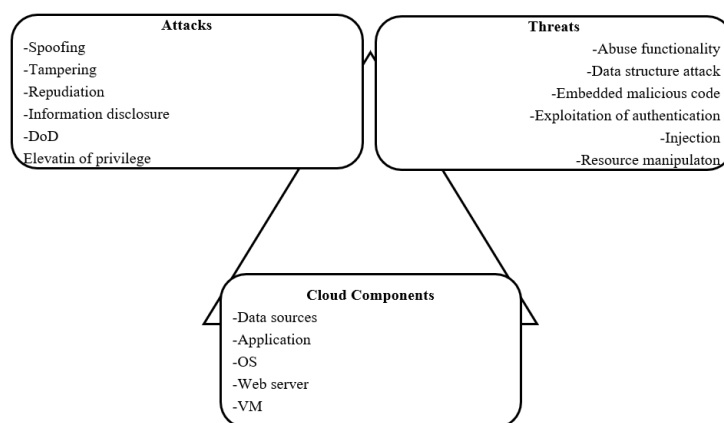 Attacks
-Spoofing
-Tampering
-Repudiation
-Information disclosure
-DoD
Elevatin of privilege
Threats
-Abuse functionality
-Data structure attack
-Embedded malicious code
-Exploitation of authentication
-Injection
-Resource manipulaton
Cloud Components
-Data sources
-Application
-OS
-Web server
-VM